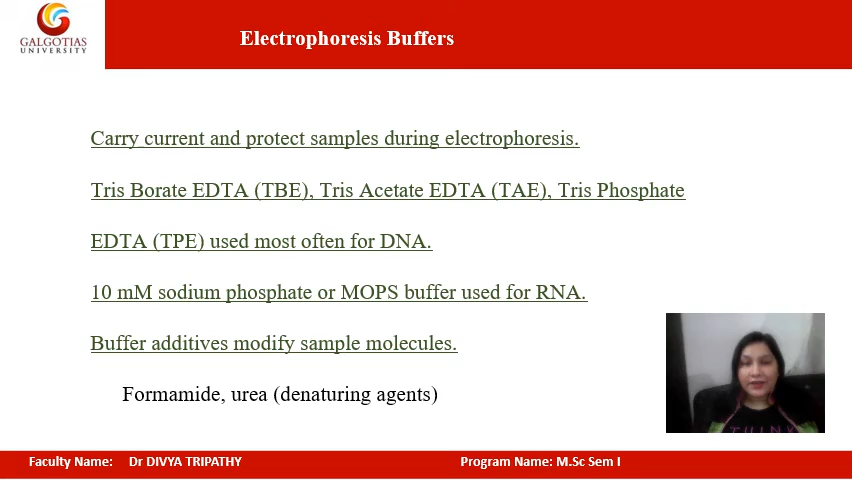 GALGOTIAS
UNIVERSITY
Electrophoresis Buffers
Carry current and protect samples during electrophoresis.
Tris Borate EDTA (TBE), Tris Acetate EDTA (TAE), Tris Phosphate
EDTA (TPE) used most often for DNA.
10 mM sodium phosphate or MOPS buffer used for RNA.
Buffer additives modify sample molecules.
Formamide, urea (denaturing agents)
THINK
Faculty Name: Dr DIVYA TRIPATHY Program Name: M.Sc Sem I